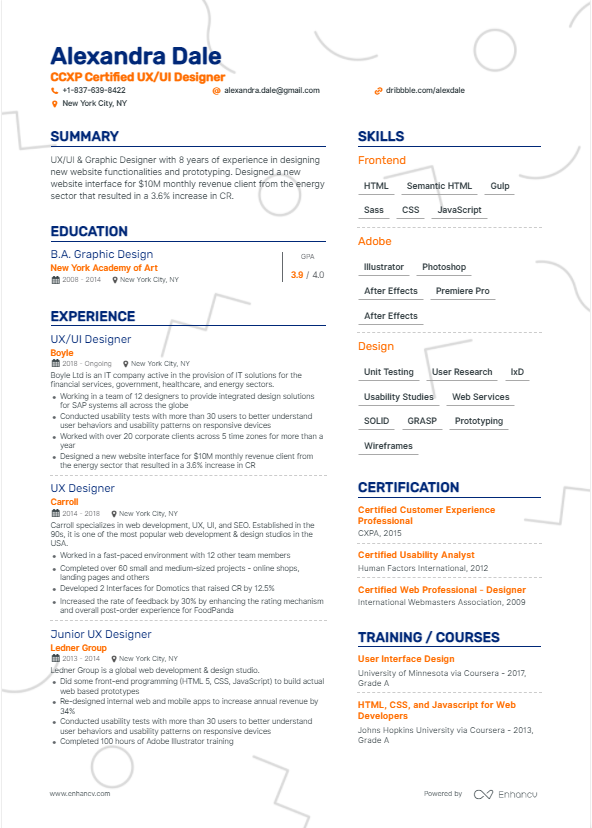 Alexandra Dale
CCXP Certified UX/UI Designer
+1-837-639-8422
alexandra.dale@gmail.com
dribbble.com/alexdale
New York City, NY
SUMMARY
UX/UI & Graphic Designer with 8 years of experience in designing
new website functionalities and prototyping. Designed a new
website interface for $10M monthly revenue client from the energy
sector that resulted in a 3.6% increase in CR.
EDUCATION
B.A. Graphic Design
New York Academy of Art
2008 - 2014 New York City, NY
GPA
3.9 / 4.0
EXPERIENCE
UX/UI Designer
Boyle
2018 - Ongoing New York City, NY
Boyle Ltd is an IT company active in the provision of IT solutions for the
financial services, government, healthcare, and energy sectors.
• Working in a team of 12 designers to provide integrated design solutions
for SAP systems all across the globe
• Conducted usability tests with more than 30 users to better understand
user behaviors and usability patterns on responsive devices
• Worked with over 20 corporate clients across 5 time zones for more than a
year
• Designed a new website interface for $10M monthly revenue client from
the energy sector that resulted in a 3.6% increase in CR
UX Designer
Carroll
2014 - 2018 New York City, NY
Carroll specializes in web development, UX, UI, and SEO. Established in the
90s, it is one of the most popular web development & design studios in the
USA.
• Worked in a fast-paced environment with 12 other team members
• Completed over 60 small and medium-sized projects - online shops,
landing pages and others
• Developed 2 Interfaces for Domotics that raised CR by 12.5%
• Increased the rate of feedback by 30% by enhancing the rating mechanism
and overall post-order experience for FoodPanda
Junior UX Designer
Ledner Group
2013 - 2014 New York City, NY
Ledner Group is a global web development & design studio.
• Did some front-end programming (HTML 5, CSS, JavaScript) to build actual
web based prototypes
• Re-designed internal web and mobile apps to increase annual revenue by
34%
• Conducted usability tests with more than 30 users to better understand
user behaviors and usability patterns on responsive devices
• Completed 100 hours of Adobe Illustrator training
SKILLS
Frontend
HTML Semantic HTML Gulp
Sass CSS JavaScript
Adobe
Illustrator Photoshop
After Effects Premiere Pro
After Effects
Design
Unit Testing User Research IxD
Usability Studies Web Services
SOLID GRASP Prototyping
Wireframes
CERTIFICATION
Certified Customer Experience
Professional
CXPA, 2015
Certified Usability Analyst
Human Factors International, 2012
Certified Web Professional - Designer
International Webmasters Association, 2009
TRAINING / COURSES
User Interface Design
University of Minnesota via Coursera - 2017,
Grade A
HTML, CSS, and Javascript for Web
Developers
Johns Hopkins University via Coursera - 2013,
Grade A
www.enhancv.com
Powered by Enhancv